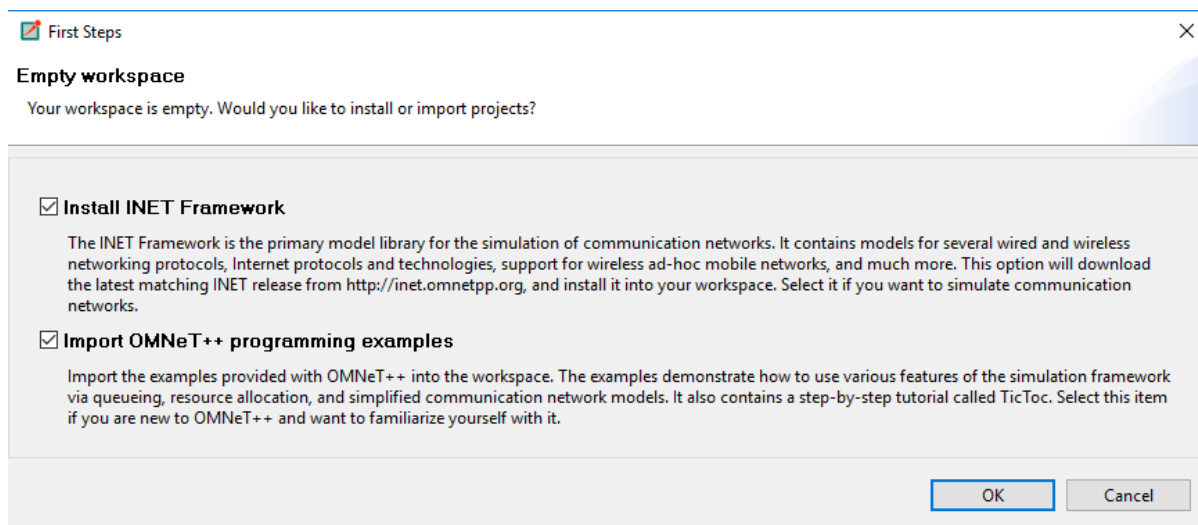 First Steps
Empty workspace
Your workspace is empty. Would you like to install or import projects?
Install INET Framework
The INET Framework is the primary model library for the simulation of communication networks. It contains models for several wired and wireless
networking protocols, Internet protocols and technologies, support for wireless ad-hoc mobile networks, and much more. This option will download
the latest matching INET release from http://inet.omnetpp.org, and install it into your workspace. Select it if you want to simulate communication
networks.
Import OMNeT++ programming examples
Import the examples provided with OMNeT++ into the workspace. The examples demonstrate how to use various features of the simulation framework
via queueing, resource allocation, and simplified communication network models. It also contains a step-by-step tutorial called TicToc. Select this item
if you are new to OMNeT++ and want to familiarize yourself with it.
OK Cancel